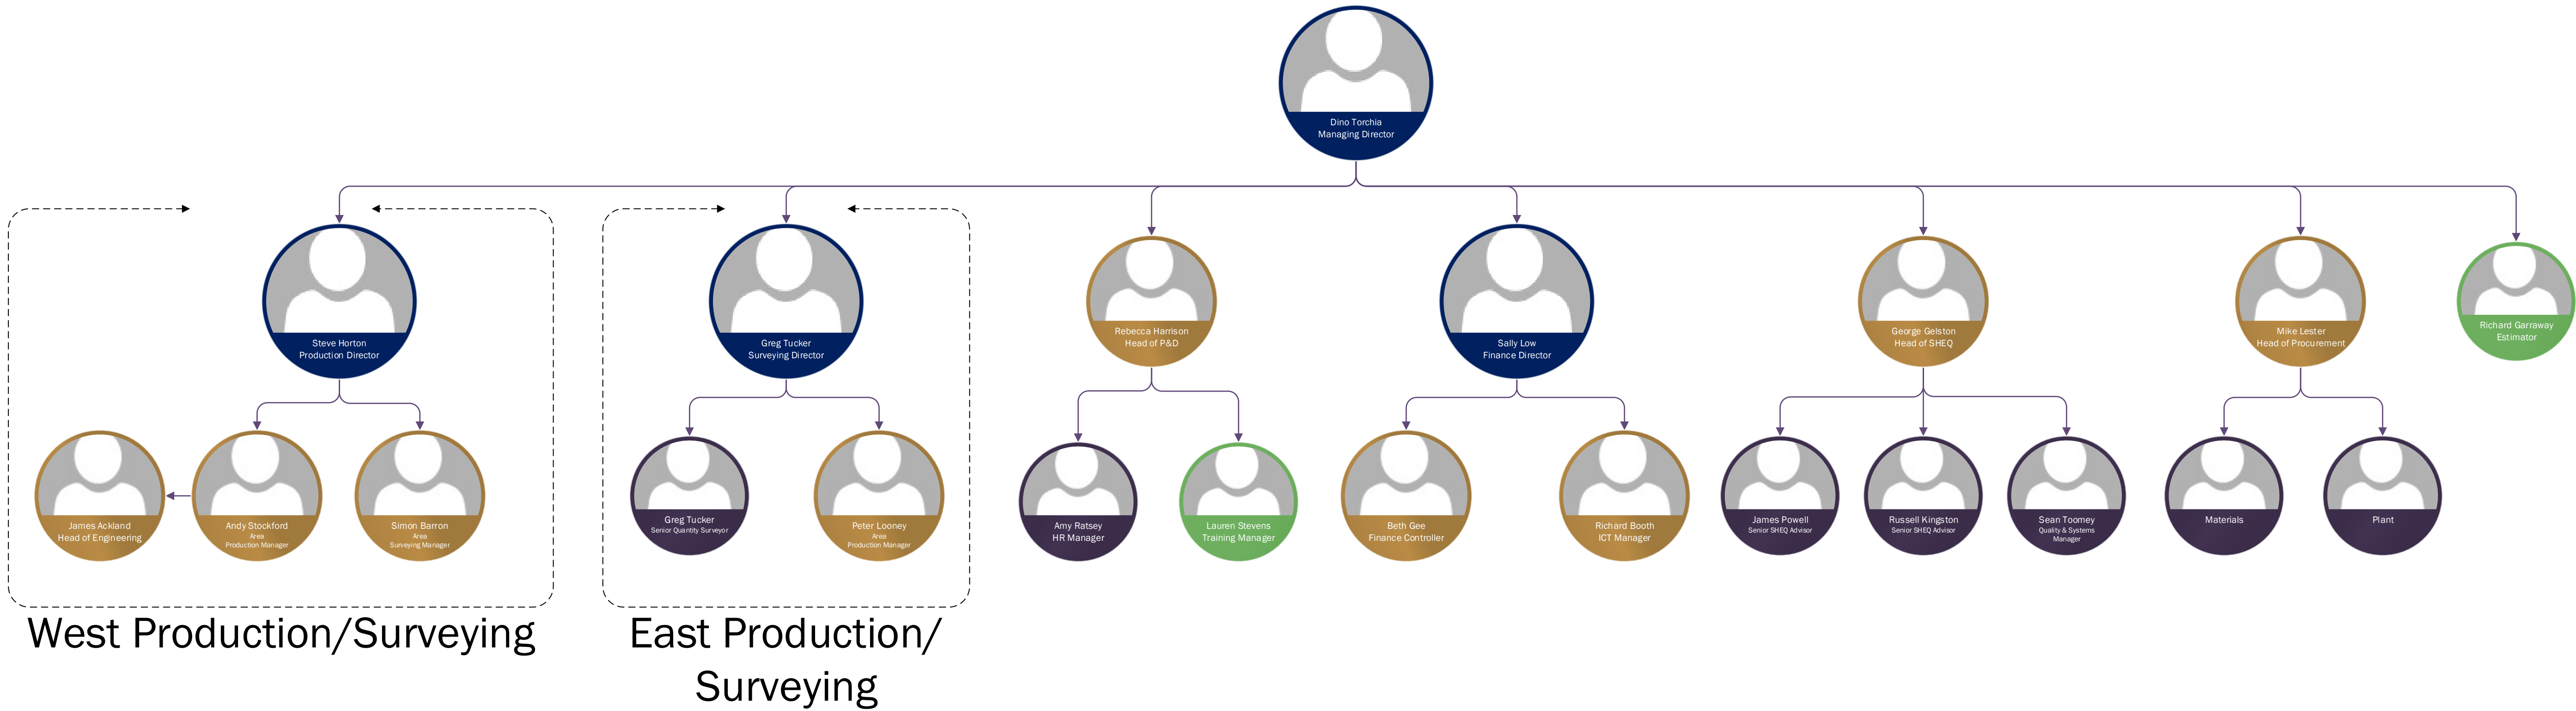 Dino Torchia
Managing Director
Steve Horton
Production Director
Greg Tucker
Surveying Director
Rebecca Harrison
Head of P&D
Sally Low
Finance Director
George Gelston
Head of SHEQ
Mike Lester
Head of Procurement
Richard Garraway
Estimator
James Ackland
Head of Engineering
Andy Stockford
Area
Production Manager
Simon Barron
Area
Surveying Manager
Greg Tucker
Senior Quantity Surveyor
Peter Looney
Area
Production Manager
Amy Ratsey
HR Manager
Lauren Stevens
Training Manager
Beth Gee
Finance Controller
Richard Booth
ICT Manager
James Powell
Senior SHEQ Advisor
Russell Kingston
Senior SHEQ Advisor
Sean Toomey
Quality & Systems
Manager
Materials
Plant
West Production/Surveying
East Production/
Surveying